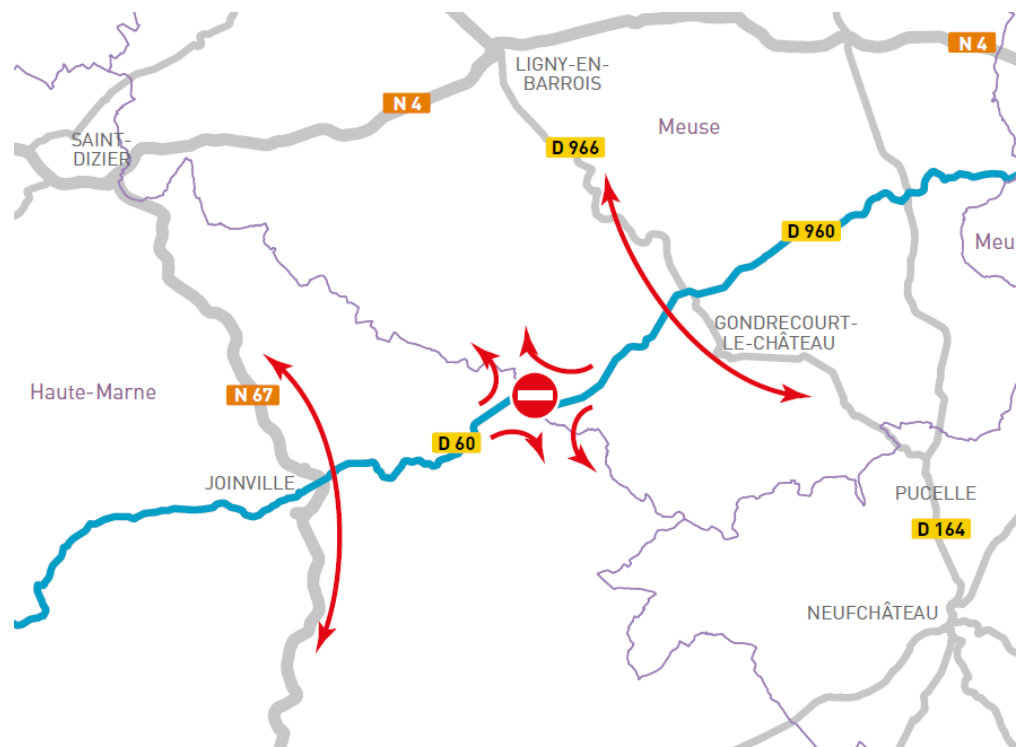 N 4
LIGNY-EN-
BARROIS
N 4
Meuse
SAINT-
DIZIER
D 966
D 960
Meu
GONDRECOURT-
LE-CHÂTEAU
Haute-Marne
N 67
D 60
JOINVILLE
PUCELLE
D 164
NEUFCHÂTEAU